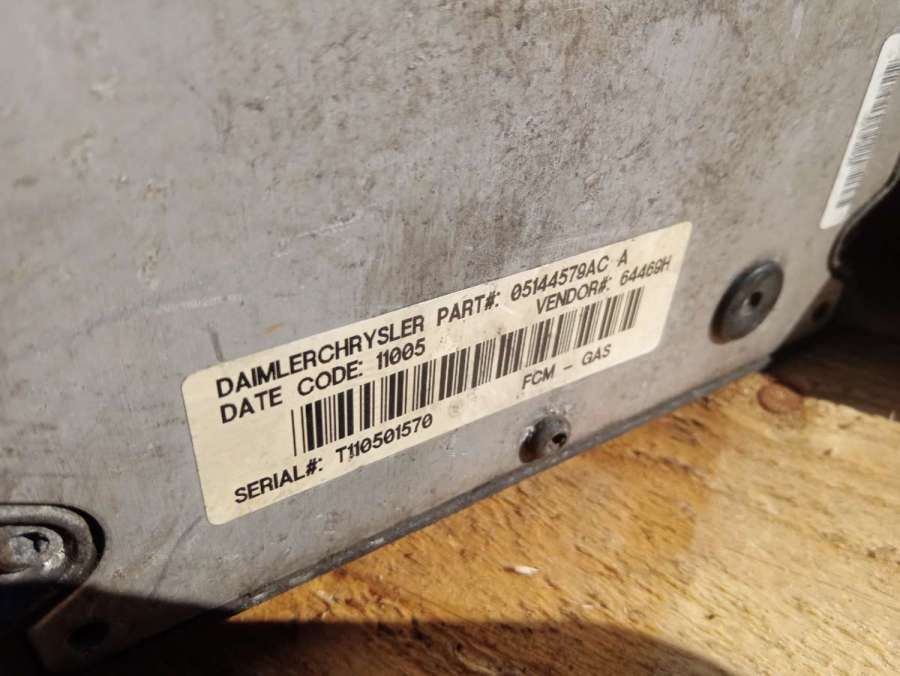 DAIMLERCHRYSLER PART#: 05144579AC A
DATE CODE: 11005 VENDOR#: 64469H
FCM - GAS
SERIAL#: T110501570